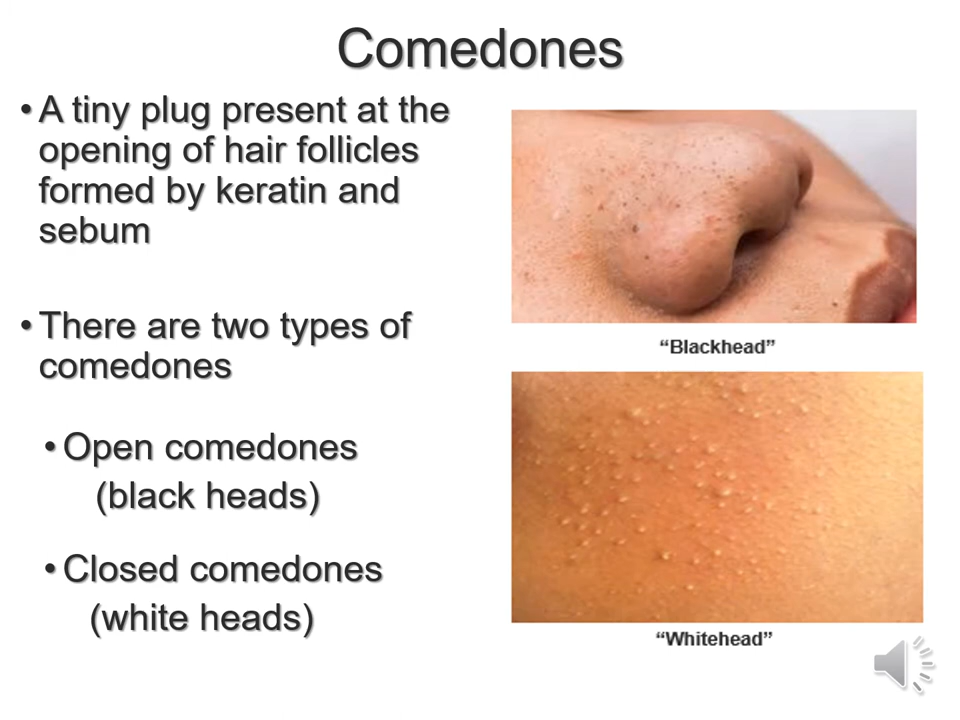 Comedones
• A tiny plug present at the
opening of hair follicles
formed by keratin and
sebum
• There are two types of
comedones
• Open comedones
(black heads)
• Closed comedones
(white heads)
“Blackhead”
“Whitehead”